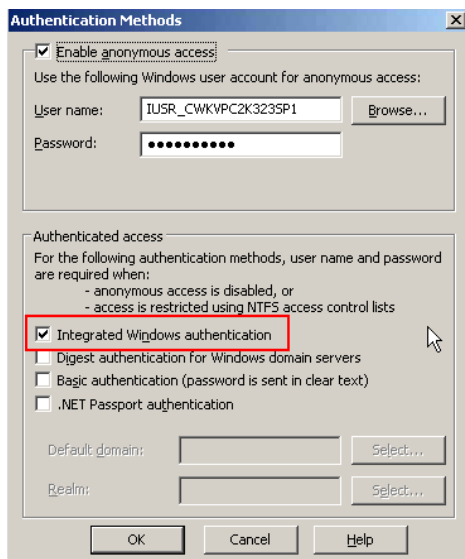 Authentication Methods
Enable anonymous access
Use the following Windows user account for anonymous access:
User name: IUSR_CWKVPC2K323SP1 Browse...
Password: ●●●●●●●●●●
Authenticated access
For the following authentication methods, user name and password
are required when:
- anonymous access is disabled, or
- access is restricted using NTFS access control lists
Integrated Windows authentication
Digest authentication for Windows domain servers
Basic authentication (password is sent in clear text)
.NET Passport authentication
Default domain: Select...
Realm: Select...
OK Cancel Help